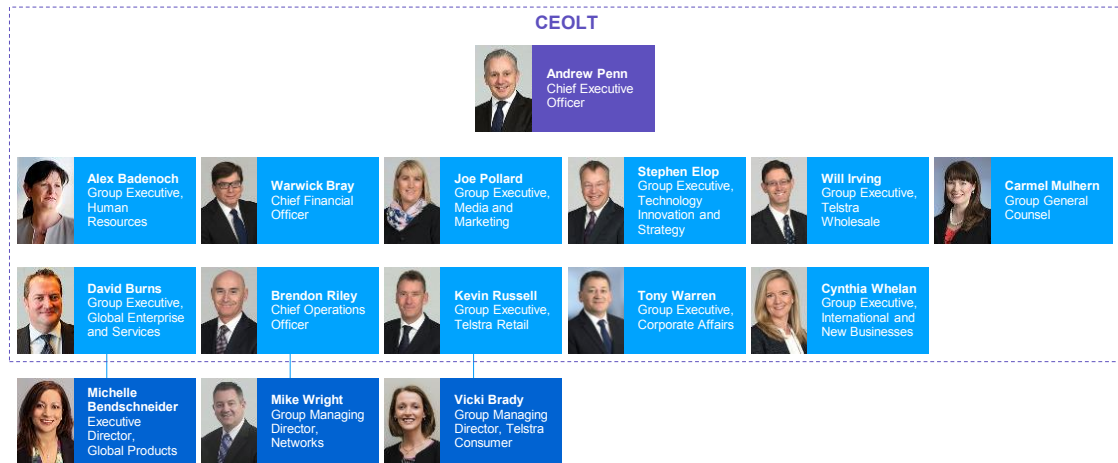 CEOLT
Andrew Penn
Chief Executive
Officer
Alex Badenoch
Group Executive,
Human
Resources
Warwick Bray
Chief Financial
Officer
Joe Pollard
Group Executive,
Media and
Marketing
Stephen Elop
Group Executive,
Technology
Innovation and
Strategy
Will Irving
Group Executive,
Telstra
Wholesale
Carmel Mulhern
Group General
Counsel
David Burns
Group Executive,
Global Enterprise
and Services
Brendon Riley
Chief Operations
Officer
Kevin Russell
Group Executive,
Telstra Retail
Tony Warren
Group Executive,
Corporate Affairs
Cynthia Whelan
Group Executive,
International and
New Businesses
Michelle
Bendschneider
Executive
Director,
Global Products
Mike Wright
Group Managing
Director,
Networks
Vicki Brady
Group Managing
Director, Telstra
Consumer